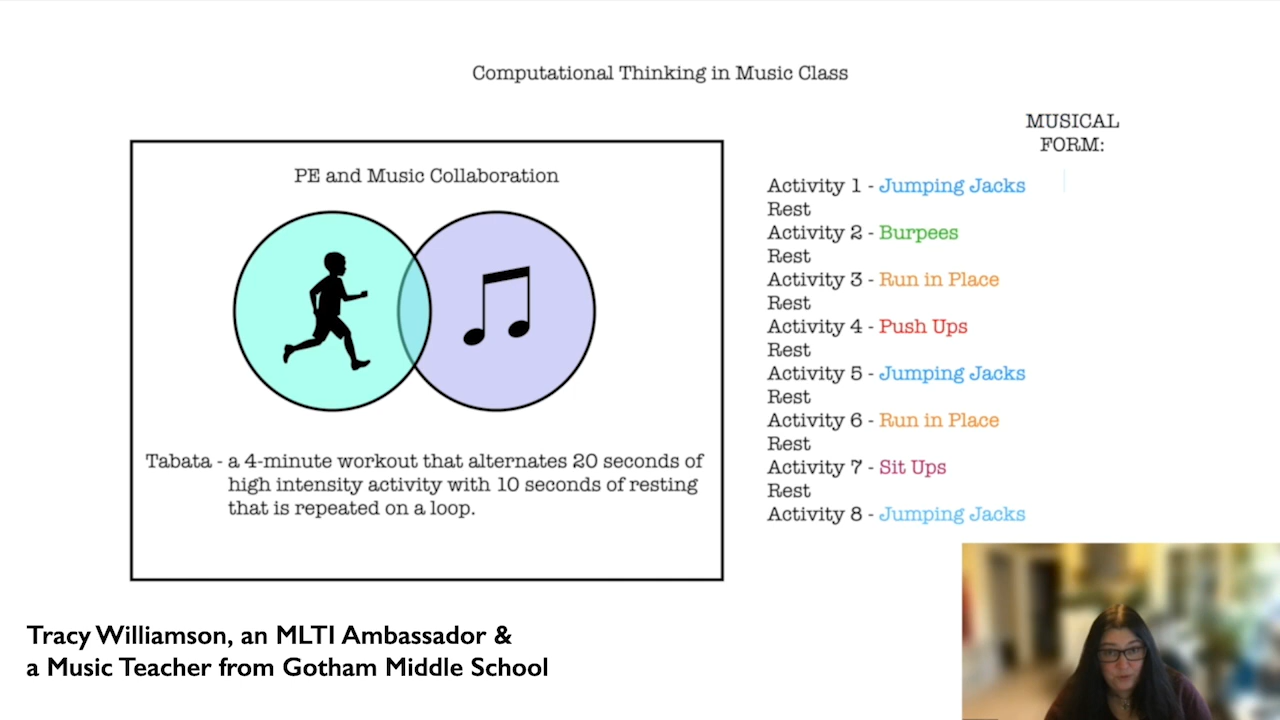 Computational Thinking in Music Class
PE and Music Collaboration
Tabata - a 4-minute workout that alternates 20 seconds of
high intensity activity with 10 seconds of resting
that is repeated on a loop.
MUSICAL
FORM:
Activity 1 - Jumping Jacks
Rest
Activity 2 - Burpees
Rest
Activity 3 - Run in Place
Rest
Activity 4 - Push Ups
Rest
Activity 5 - Jumping Jacks
Rest
Activity 6 - Run in Place
Rest
Activity 7 - Sit Ups
Rest
Activity 8 - Jumping Jacks
Tracy Williamson, an MLTI Ambassador &
a Music Teacher from Gotham Middle School